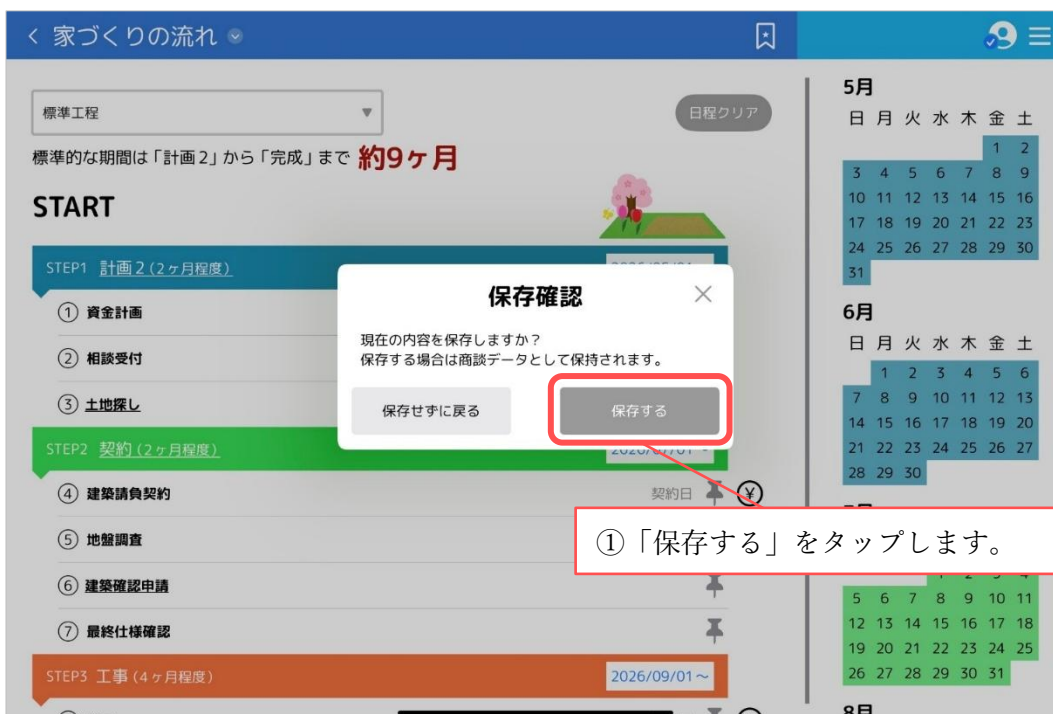 家づくりの流れ
標準工程
日程クリア
標準的な期間は「計画2」から「完成」まで 約9ヶ月
START
STEP1 計画2(2ヶ月程度)
① 資金計画
② 相談受付
③ 土地探し
STEP2 契約(2ヶ月程度)
④ 建築請負契約
契約日
⑤ 地盤調査
⑥ 建築確認申請
⑦ 最終仕様確認
STEP3 工事(4ヶ月程度)
2026/09/01～
保存確認
現在の内容を保存しますか?
保存する場合は商談データとして保持されます。
保存せずに戻る
保存する
①「保存する」をタップします。
5月
日 月 火 水 木 金 土
1 2
3 4 5 6 7 8 9
10 11 12 13 14 15 16
17 18 19 20 21 22 23
24 25 26 27 28 29 30
31
6月
日 月 火 水 木 金 土
1 2 3 4 5 6
7 8 9 10 11 12 13
14 15 16 17 18 19 20
21 22 23 24 25 26 27
28 29 30
1 2 3 4
5 6 7 8 9 10 11
12 13 14 15 16 17 18
19 20 21 22 23 24 25
26 27 28 29 30 31
8月